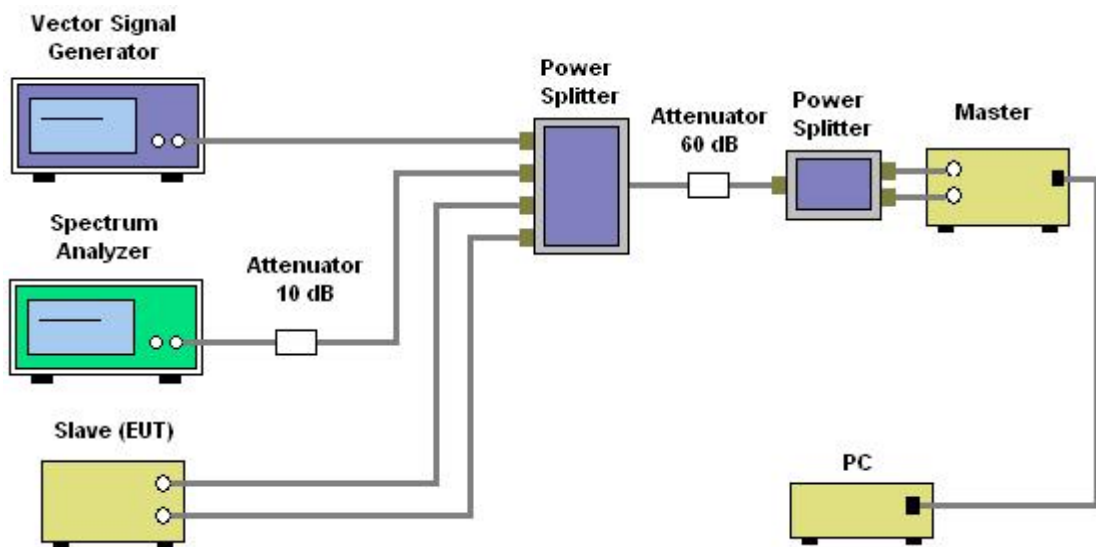 Vector Signal
Generator
Power
Splitter
Attenuator
60 dB
Power
Splitter
Master
Spectrum
Analyzer
Attenuator
10 dB
Slave (EUT)
PC